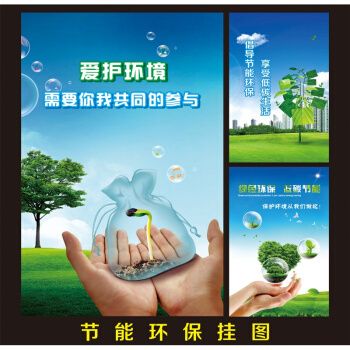 爱护环境
需要你我共同的参与
倡导节能环保
享受低碳生活
绿色环保 低碳节能
保护环境从我们做起!
节能环保挂图